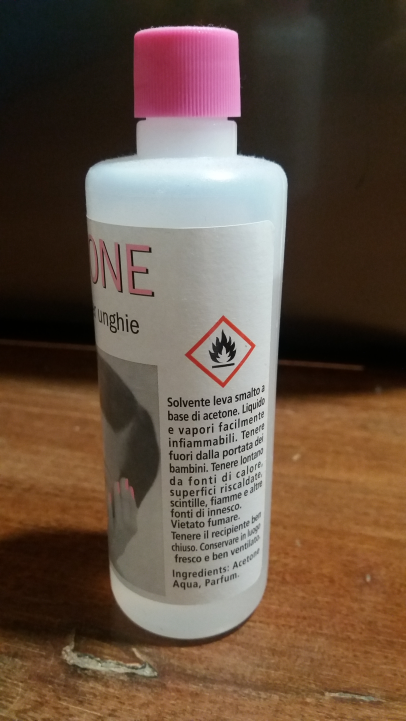 ONE
unghie
Solvente leva smalto a
base di acetone. Liquido
e vapori facilmente
infiammabili. Tenere
fuori dalla portata dei
bambini. Tenere lontano
da fonti di calore,
superfici riscaldate,
scintille, fiamme e altre
fonti di innesco.
Vietato fumare.
Tenere il recipiente ben
chiuso. Conservare in luogo
fresco e ben ventilato.
Ingredients: Acetone
Aqua, Parfum.